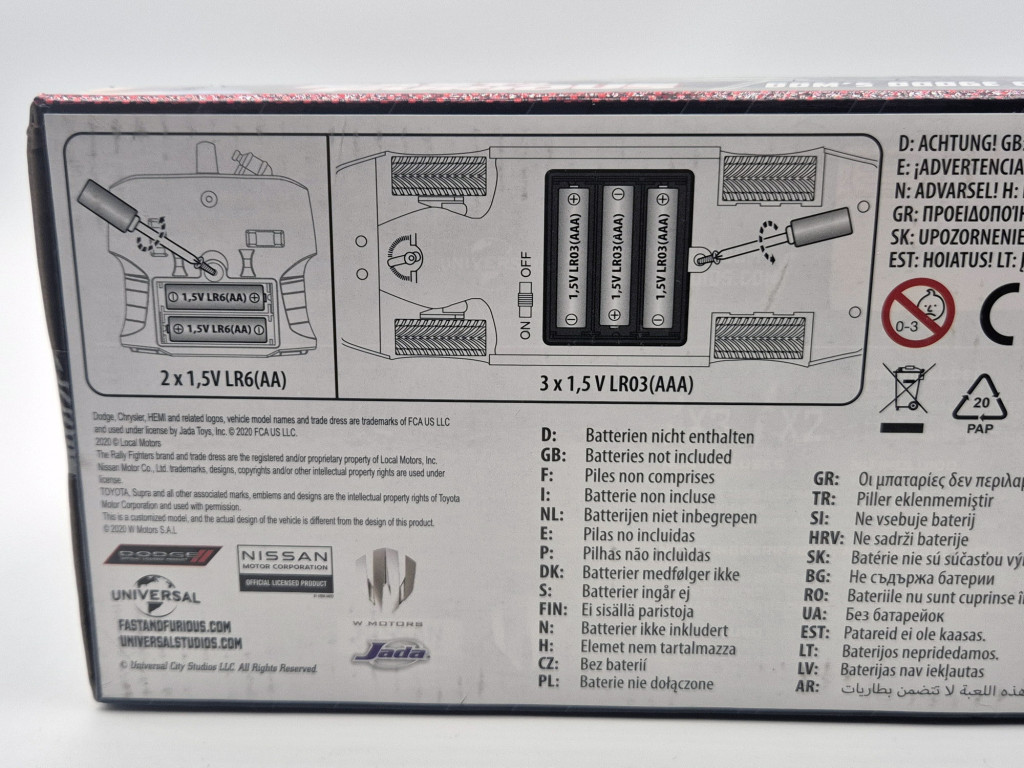 D: ACHTUNG! GB:
E: ¡ADVERTENCIA
N: ADVARSEL! H:
GR: ΠΡΟΕΙΔΟΠΟΊΗ
SK: UPOZORNENIE
EST: HOIATUS! LT:
0-3
20
PAP
1,5V LR6(AA)
1,5V LR6(AA)
2 x 1,5V LR6(AA)
ON OFF
1,5V LR03(AAA)
1,5V LR03(AAA)
1,5V LR03(AAA)
3 x 1,5 V LR03(AAA)
Dodge, Chrysler, HEMI and related logos, vehicle model names and trade dress are trademarks of FCA US LLC
and used under license by Jada Toys, Inc. © 2020 FCA US LLC.
2020 © Local Motors
The Rally Fighters brand and trade dress are the registered and/or proprietary property of Local Motors, Inc.
Nissan Motor Co., Ltd. trademarks, designs, copyrights and/or other intellectual property rights are used under
license.
TOYOTA, Supra and all other associated marks, emblems and designs are the intellectual property rights of Toyota
Motor Corporation and used with permission.
This is a customized model, and the actual design of the vehicle is different from the design of this product.
© 2020 W Motors S.A.L
DODGE
NISSAN
MOTOR CORPORATION
OFFICIAL LICENSED PRODUCT
W MOTORS
UNIVERSAL
FASTANDFURIOUS.COM
UNIVERSALSTUDIOS.COM
Jada
© Universal City Studios LLC. All Rights Reserved.
D: Batterien nicht enthalten
GB: Batteries not included
F: Piles non comprises
I: Batterie non incluse
NL: Batterijen niet inbegrepen
E: Pilas no incluidas
P: Pilhas não incluídas
DK: Batterier medfølger ikke
S: Batterier ingår ej
FIN: Ei sisällä paristoja
N: Batterier ikke inkludert
H: Elemet nem tartalmazza
CZ: Bez baterií
PL: Baterie nie dołączone
GR: Οι μπαταρίες δεν περιλαμ
TR: Piller eklenmemiştir
SI: Ne vsebuje baterij
HRV: Ne sadrži baterije
SK: Batérie nie sú súčasťou vý
BG: Не съдържа батерии
RO: Bateriile nu sunt cuprinse î
UA: Без батарейок
EST: Patareid ei ole kaasas.
LT: Baterijos nepridedamos.
LV: Baterijas nav iekļautas
AR: هذه اللعبة لا تتضمن بطاريات